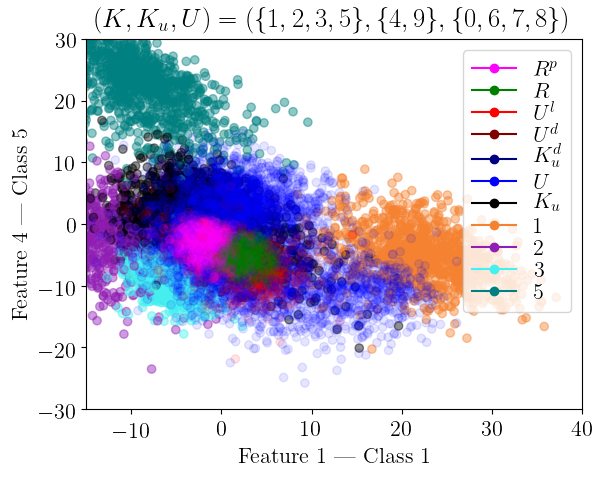 (K, K_u, U) = ({1, 2, 3, 5}, {4, 9}, {0, 6, 7, 8})
30
20
10
0
−10
−20
−30
Feature 4 — Class 5
−10
0
10
20
30
40
Feature 1 — Class 1
R^p
R
U^l
U^d
K_u^d
U
K_u
1
2
3
5